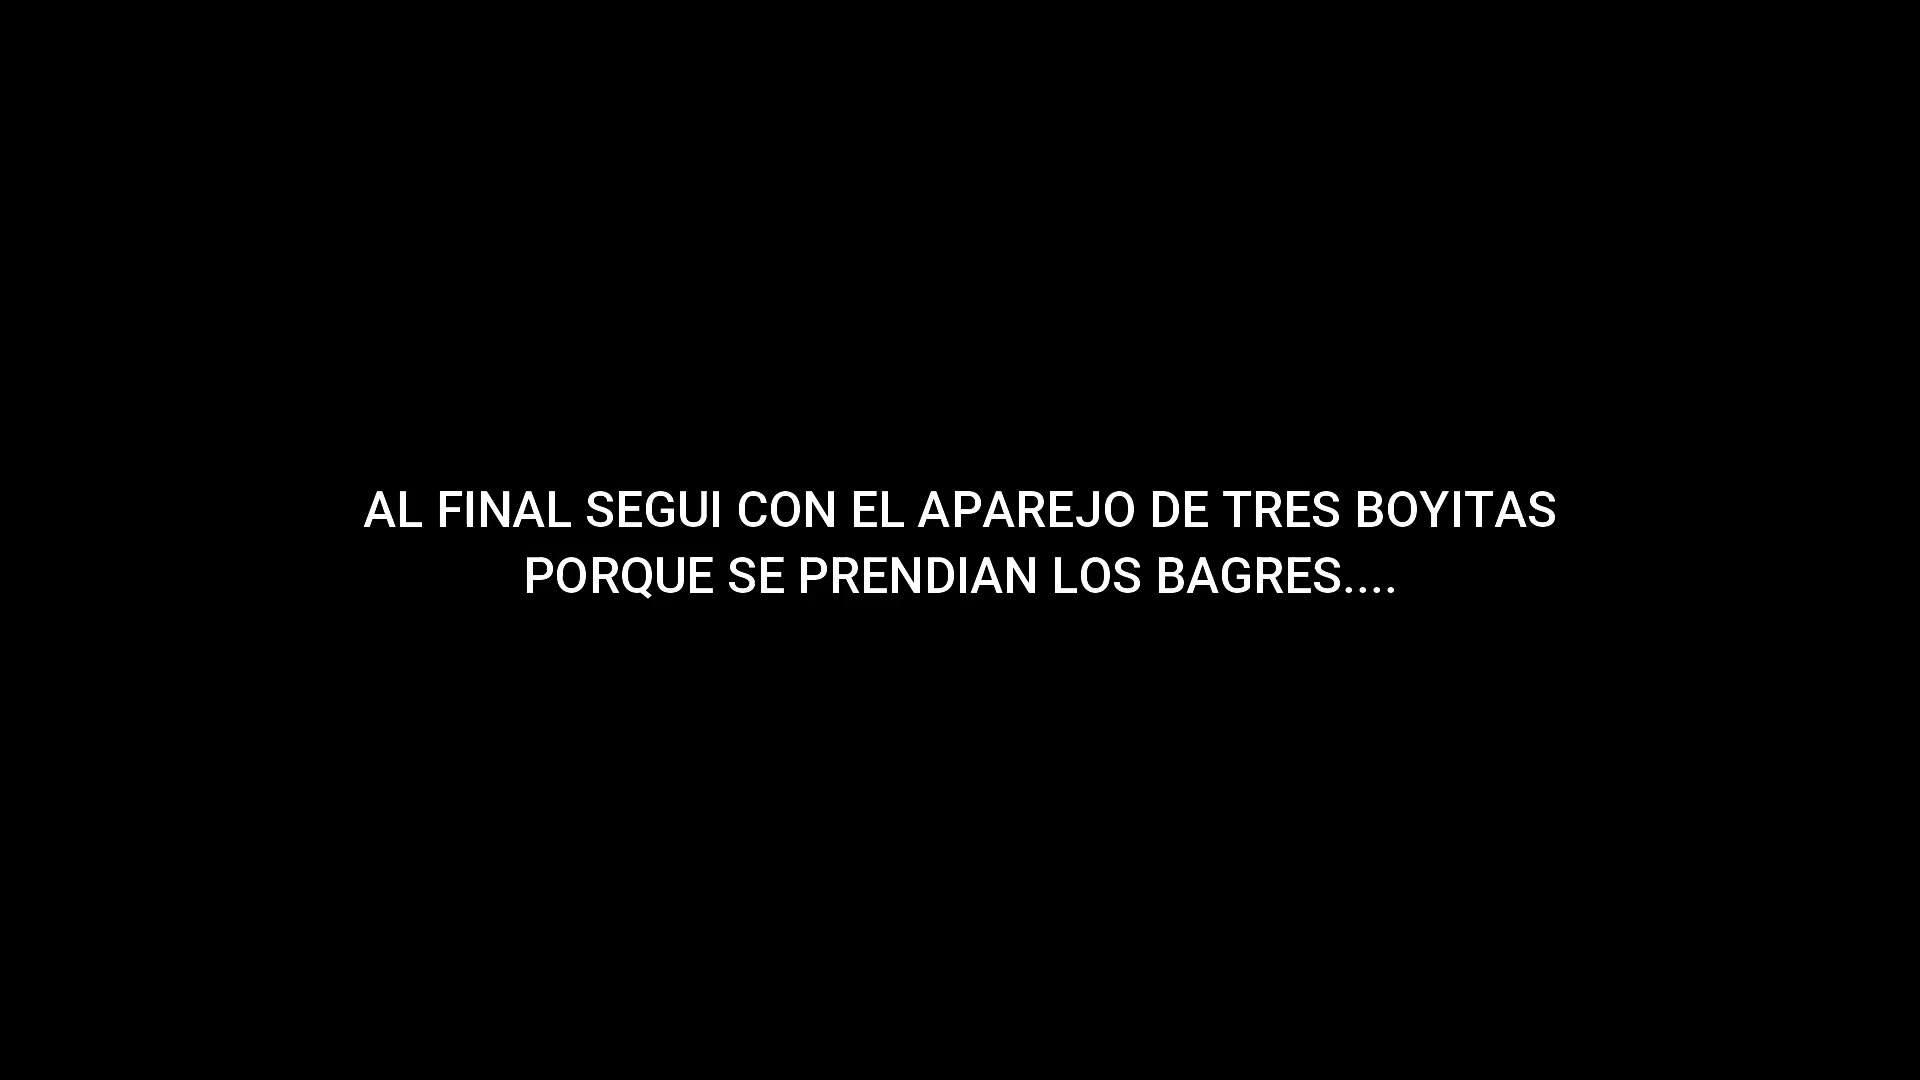 AL FINAL SEGUI CON EL APAREJO DE TRES BOYITAS
PORQUE SE PRENDIAN LOS BAGRES....